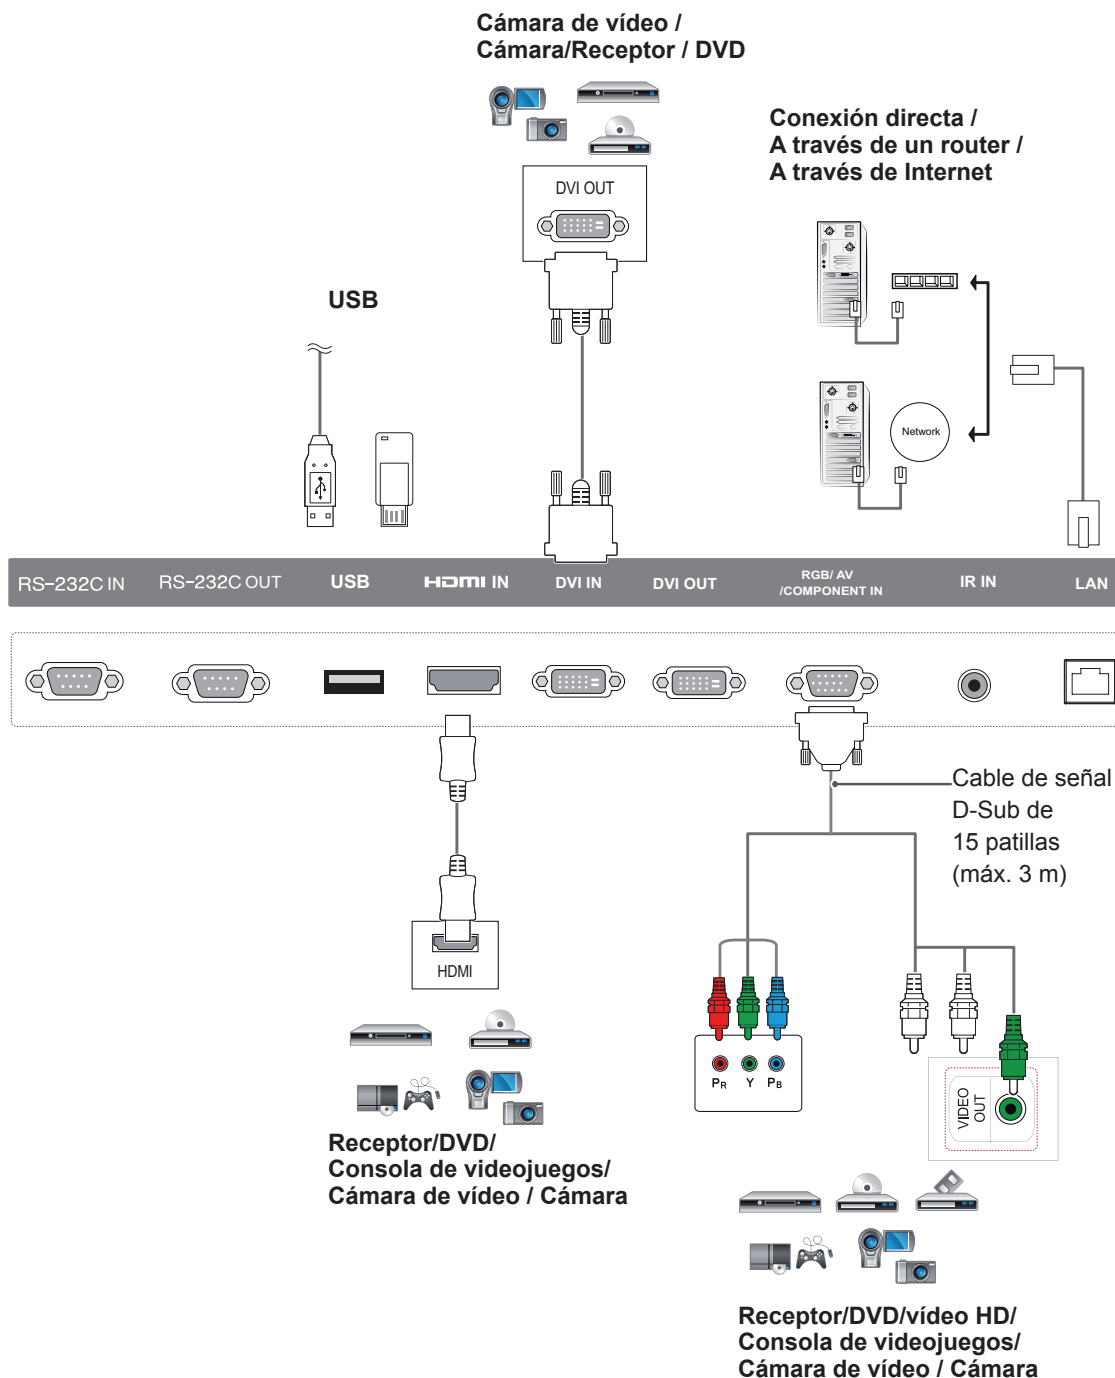 Cámara de vídeo /
Cámara/Receptor / DVD
Conexión directa /
A través de un router /
A través de Internet
DVI OUT
USB
Network
RS-232C IN
RS-232C OUT
USB
HDMI IN
DVI IN
DVI OUT
RGB/ AV
/COMPONENT IN
IR IN
LAN
Cable de señal
D-Sub de
15 patillas
(máx. 3 m)
HDMI
PR Y PB
VIDEO
OUT
Receptor/DVD/
Consola de videojuegos/
Cámara de vídeo / Cámara
Receptor/DVD/vídeo HD/
Consola de videojuegos/
Cámara de vídeo / Cámara